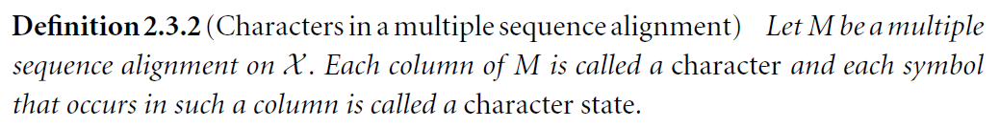 Definition 2.3.2 (Characters in a multiple sequence alignment) Let M be a multiple
sequence alignment on 𝒳. Each column of M is called a character and each symbol
that occurs in such a column is called a character state.